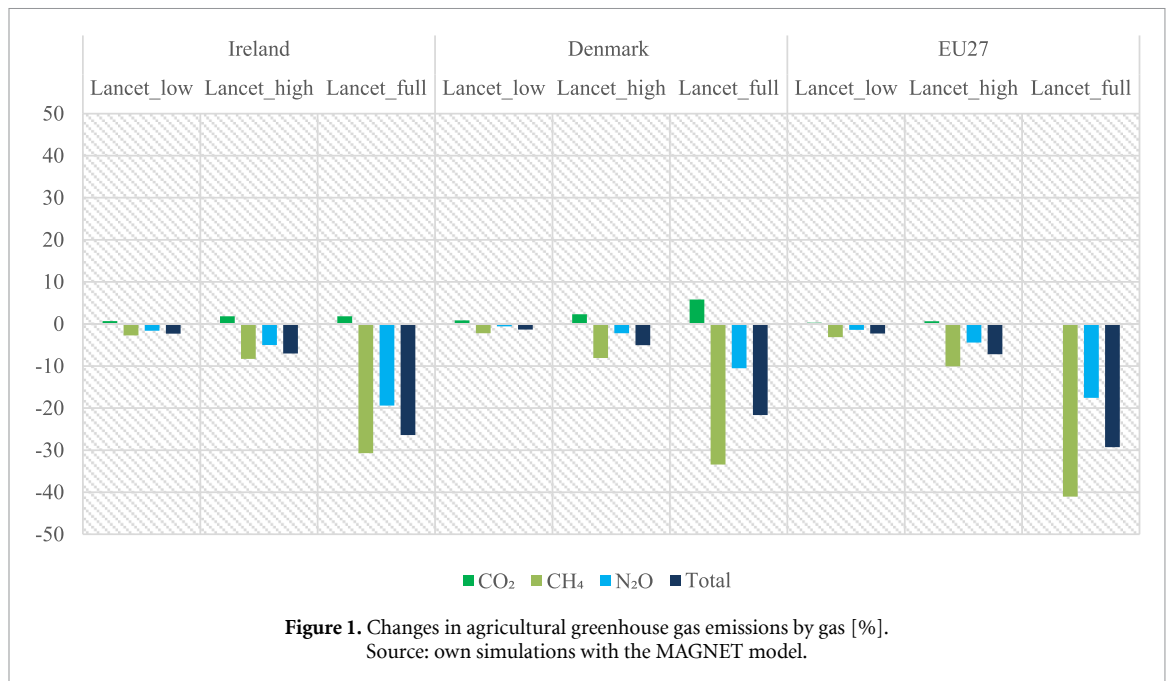 Ireland Denmark EU27
Lancet_low Lancet_high Lancet_full Lancet_low Lancet_high Lancet_full Lancet_low Lancet_high Lancet_full
50
40
30
20
10
0
-10
-20
-30
-40
-50
CO₂ CH₄ N₂O Total
Figure 1. Changes in agricultural greenhouse gas emissions by gas [%].
Source: own simulations with the MAGNET model.